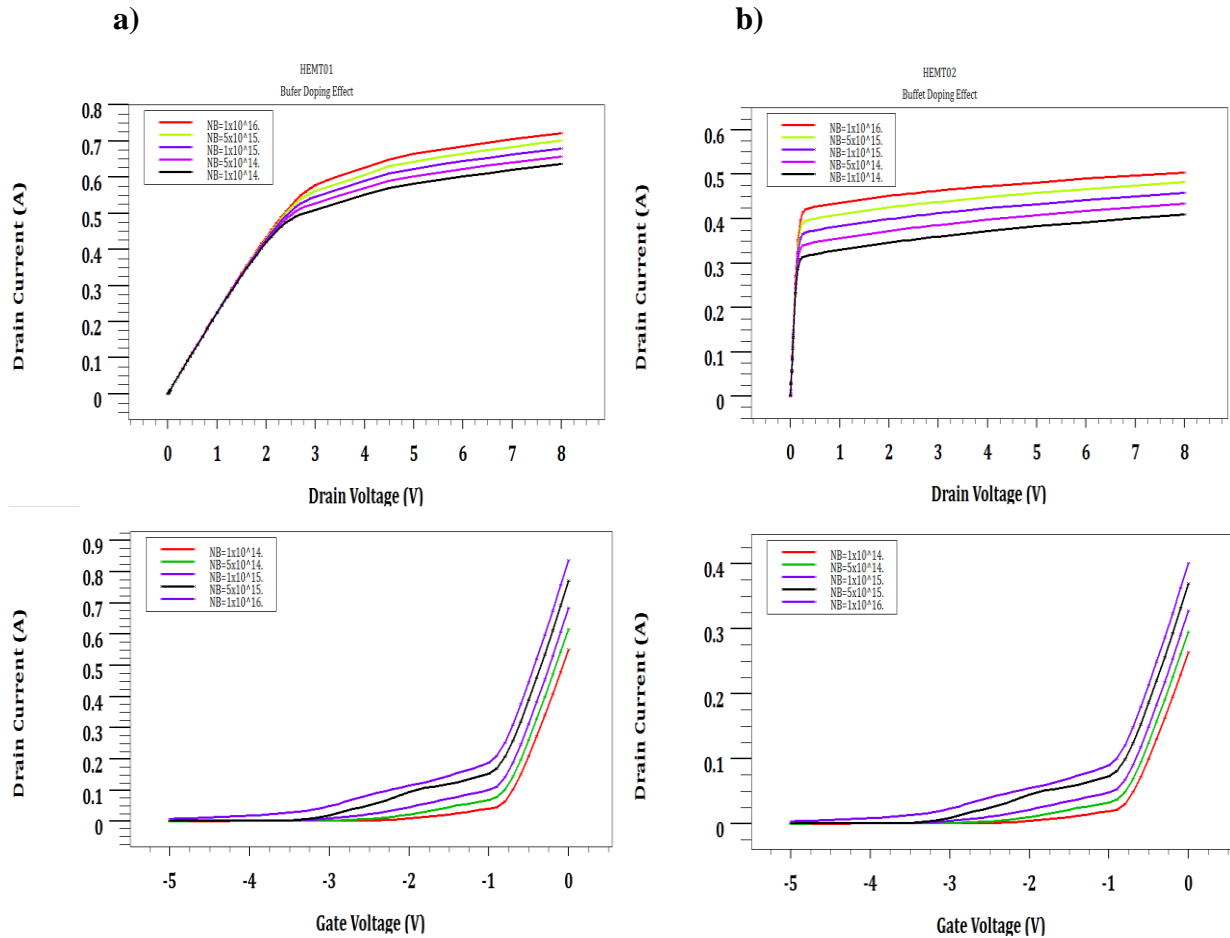 a)
HEMT01
Bufer Doping Effect
NB=1x10^16.
NB=5x10^15.
NB=1x10^15.
NB=5x10^14.
NB=1x10^14.
0.8
0.7
0.6
0.5
0.4
0.3
0.2
0.1
0
Drain Current (A)
0 1 2 3 4 5 6 7 8
Drain Voltage (V)
b)
HEMT02
Buffet Doping Effect
NB=1x10^16.
NB=5x10^15.
NB=1x10^15.
NB=5x10^14.
NB=1x10^14.
0.6
0.5
0.4
0.3
0.2
0.1
0
Drain Current (A)
0 1 2 3 4 5 6 7 8
Drain Voltage (V)
NB=1x10^14.
NB=5x10^14.
NB=1x10^15.
NB=5x10^15.
NB=1x10^16.
0.9
0.8
0.7
0.6
0.5
0.4
0.3
0.2
0.1
0
Drain Current (A)
-5 -4 -3 -2 -1 0
Gate Voltage (V)
NB=1x10^14.
NB=5x10^14.
NB=1x10^15.
NB=5x10^15.
NB=1x10^16.
0.4
0.3
0.2
0.1
0
Drain Current (A)
-5 -4 -3 -2 -1 0
Gate Voltage (V)